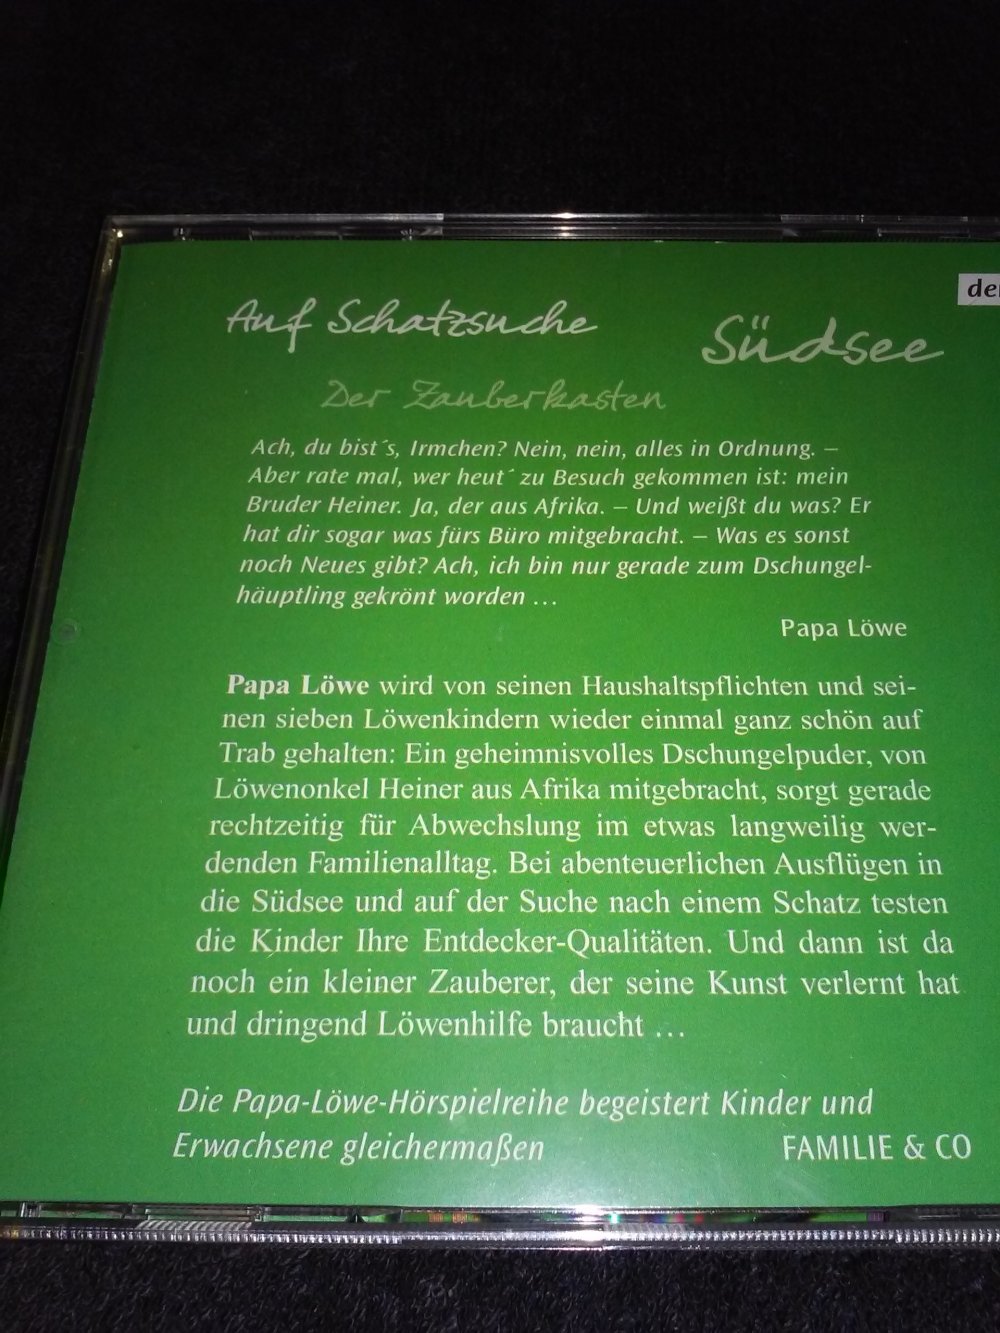 Auf Schatzsuche
Südsee
Der Zauberkasten
Ach, du bist´s, Irmchen? Nein, nein, alles in Ordnung. –
Aber rate mal, wer heut´ zu Besuch gekommen ist: mein
Bruder Heiner. Ja, der aus Afrika. – Und weißt du was? Er
hat dir sogar was fürs Büro mitgebracht. – Was es sonst
noch Neues gibt? Ach, ich bin nur gerade zum Dschungel-
häuptling gekrönt worden …
Papa Löwe
Papa Löwe wird von seinen Haushaltspflichten und sei-
nen sieben Löwenkindern wieder einmal ganz schön auf
Trab gehalten: Ein geheimnisvolles Dschungelpuder, von
Löwenonkel Heiner aus Afrika mitgebracht, sorgt gerade
rechtzeitig für Abwechslung im etwas langweilig wer-
denden Familienalltag. Bei abenteuerlichen Ausflügen in
die Südsee und auf der Suche nach einem Schatz testen
die Kinder Ihre Entdecker-Qualitäten. Und dann ist da
noch ein kleiner Zauberer, der seine Kunst verlernt hat
und dringend Löwenhilfe braucht …
Die Papa-Löwe-Hörspielreihe begeistert Kinder und
Erwachsene gleichermaßen FAMILIE & CO